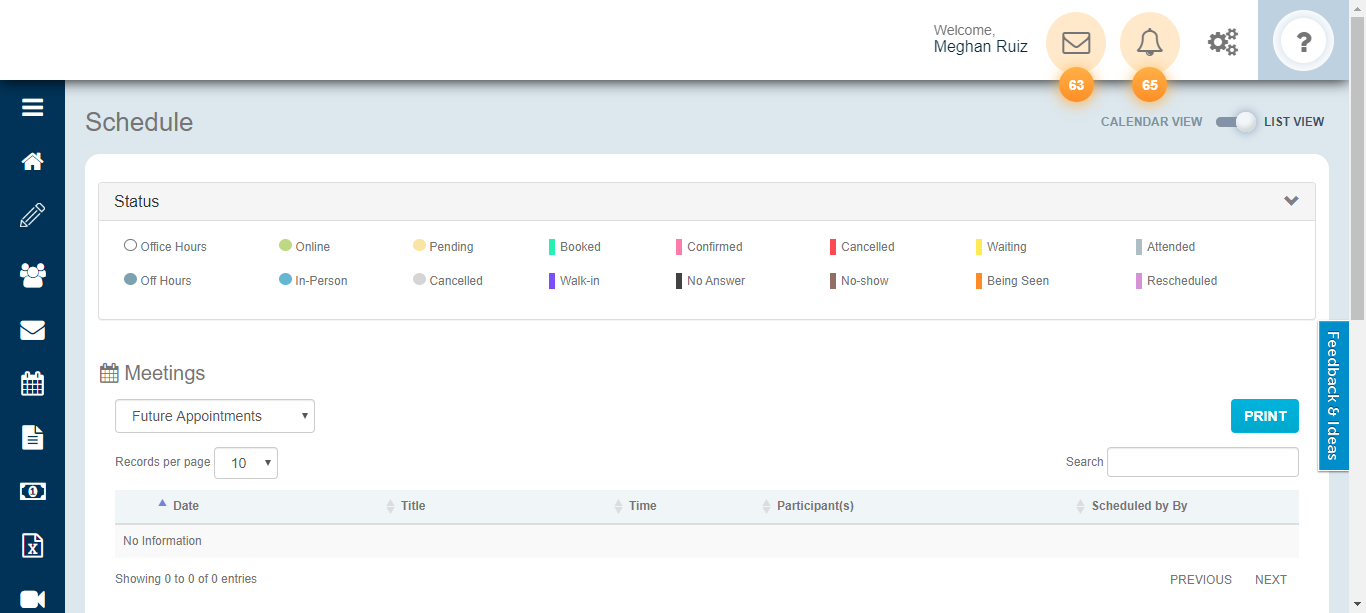 Welcome,
Meghan Ruiz
63
65
?
Schedule
CALENDAR VIEW LIST VIEW
Status
Office Hours Online Pending Booked Confirmed Cancelled Waiting Attended
Off Hours In-Person Cancelled Walk-in No Answer No-show Being Seen Rescheduled
Feedback & Ideas
Meetings
Future Appointments
PRINT
Records per page 10 Search
Date Title Time Participant(s) Scheduled by By
No Information
Showing 0 to 0 of 0 entries
PREVIOUS NEXT